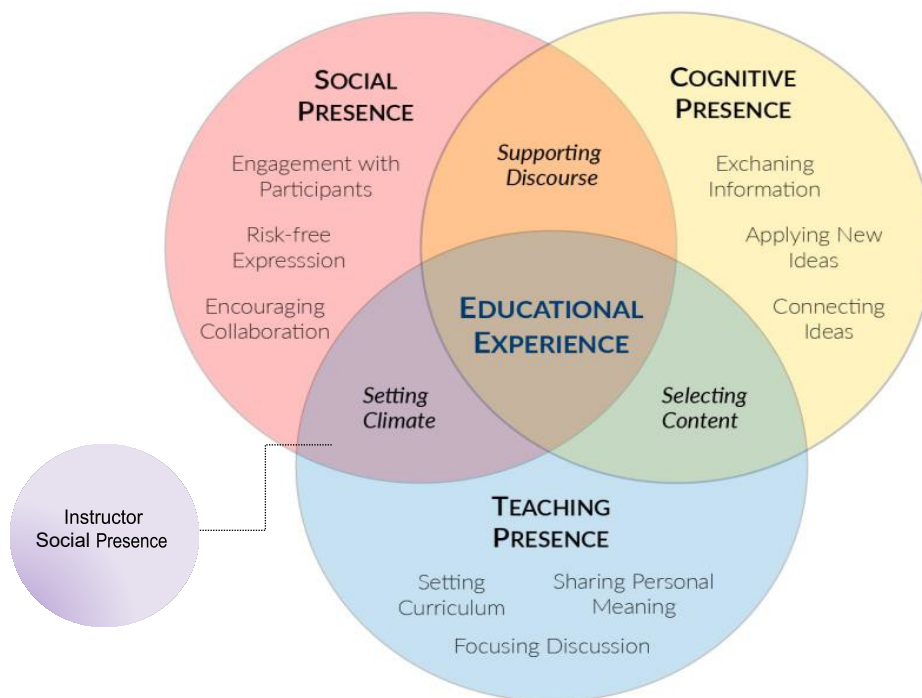 SOCIAL
PRESENCE
Engagement with
Participants
Risk-free
Expresssion
Encouraging
Collaboration
Supporting
Discourse
COGNITIVE
PRESENCE
Exchaning
Information
Applying New
Ideas
Connecting
Ideas
EDUCATIONAL
EXPERIENCE
Setting
Climate
Selecting
Content
Instructor
Social Presence
TEACHING
PRESENCE
Setting
Curriculum
Sharing Personal
Meaning
Focusing Discussion